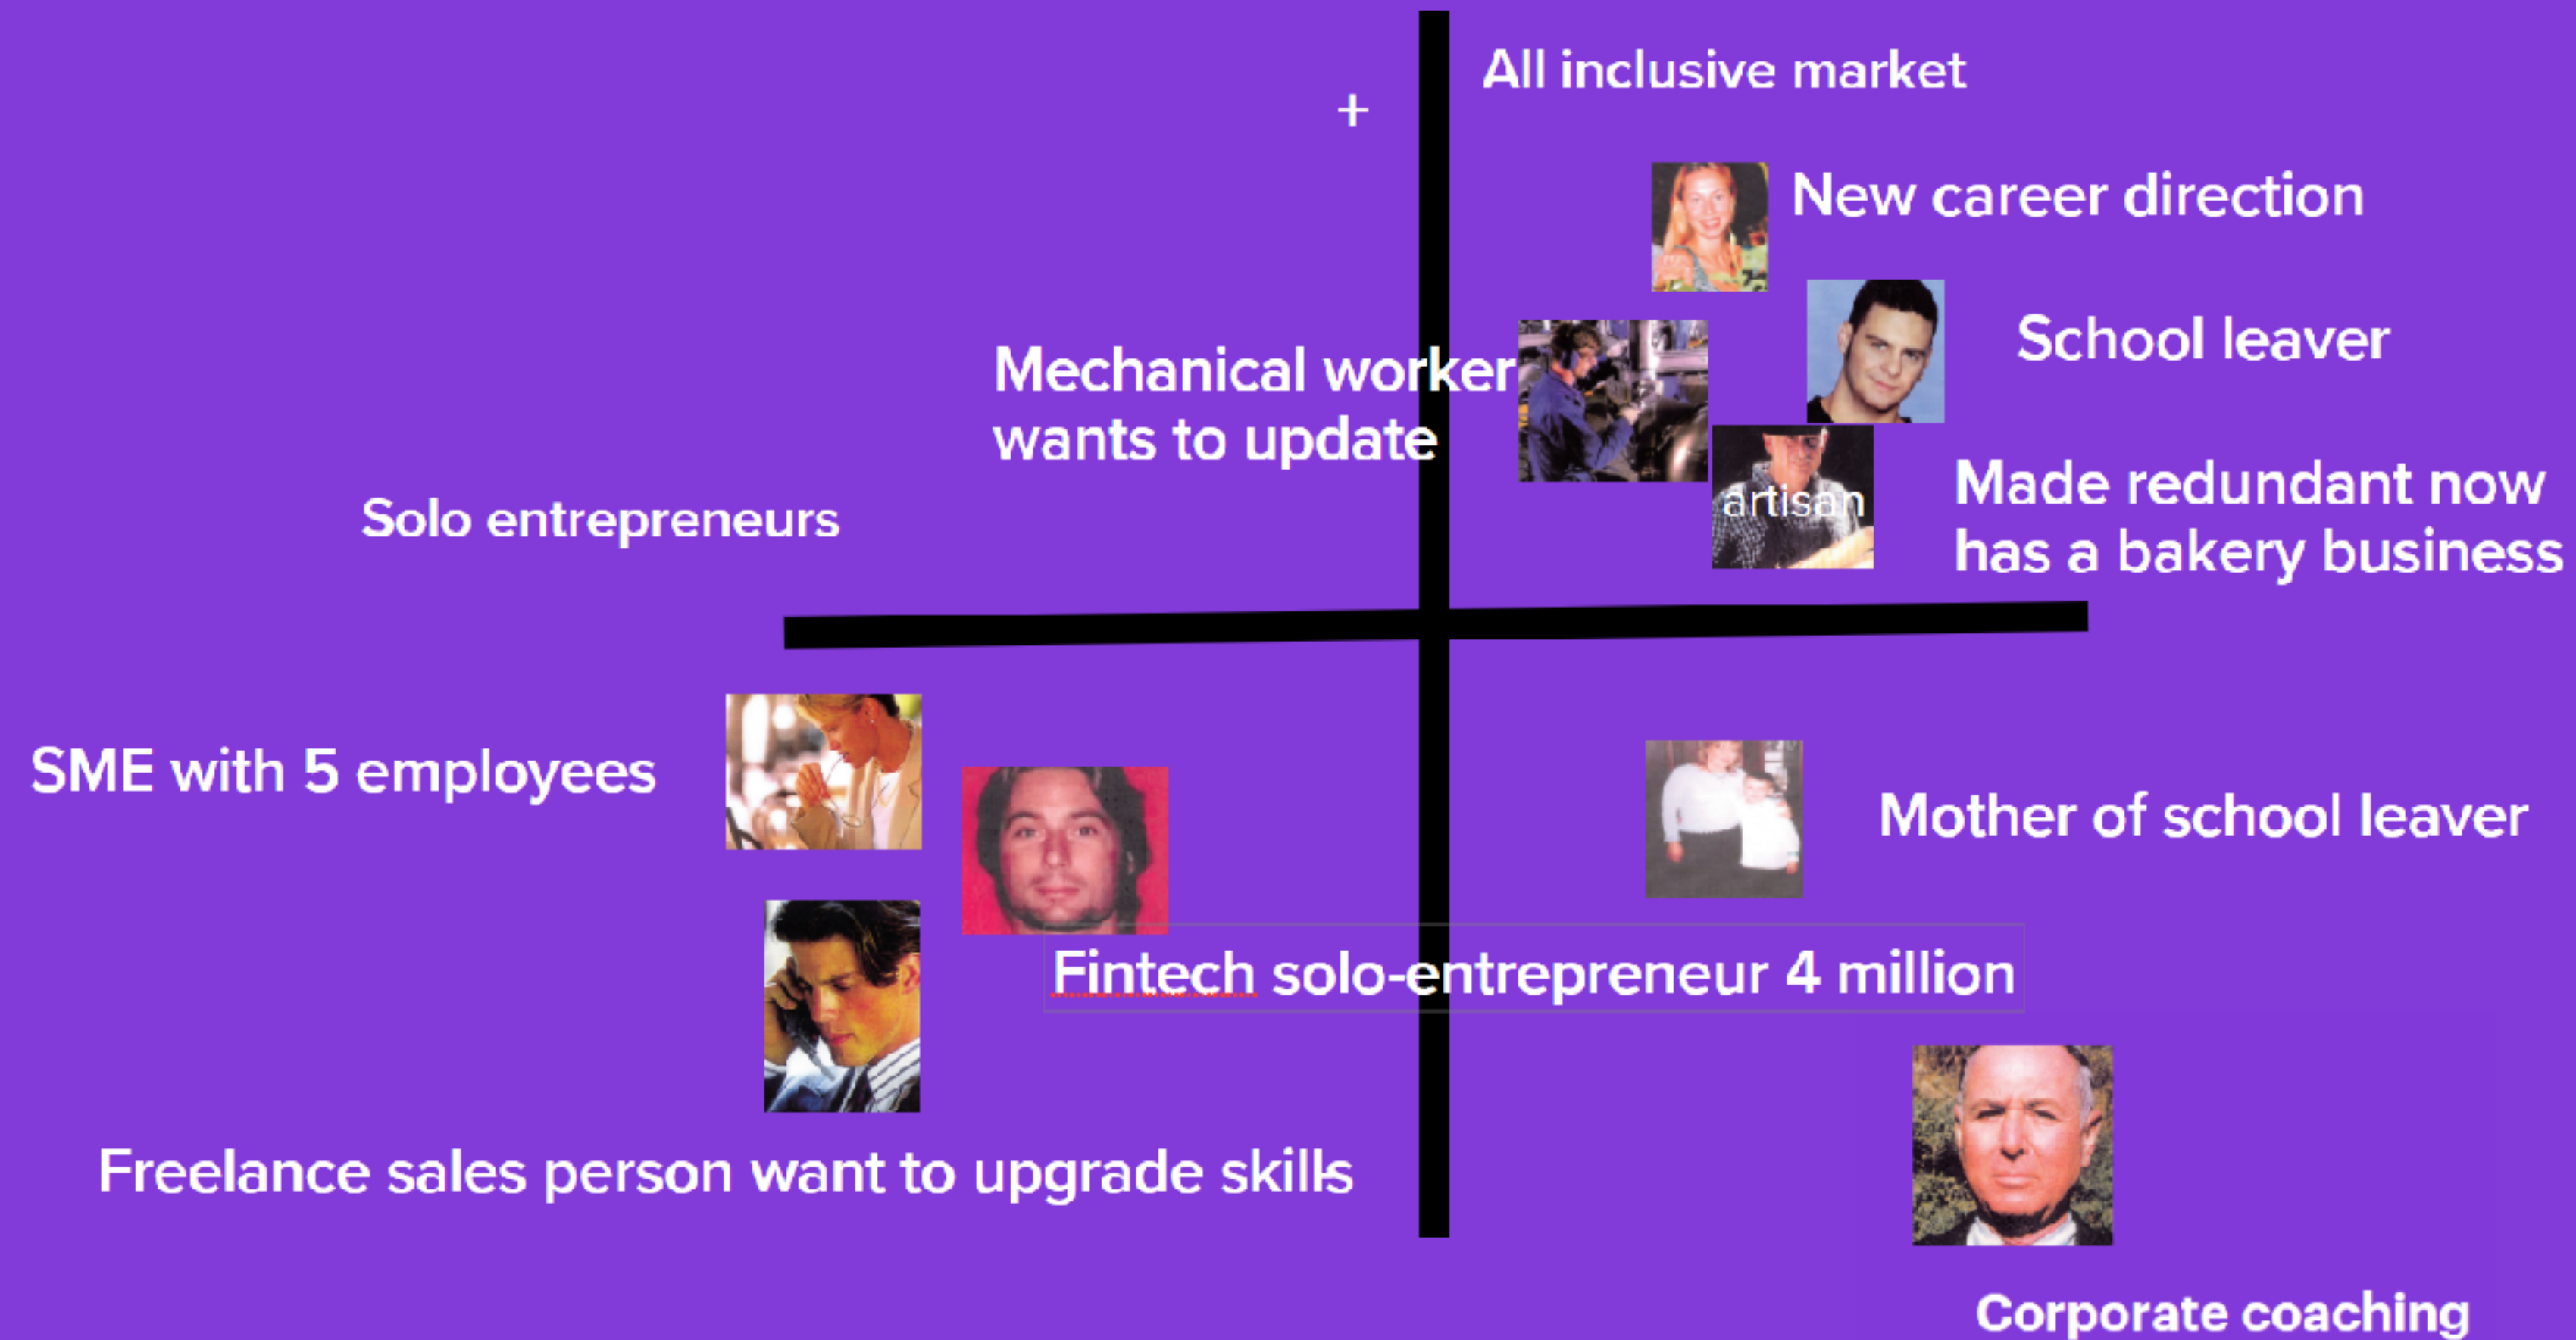 All inclusive market
+
New career direction
School leaver
Mechanical worker
wants to update
artisan
Made redundant now
has a bakery business
Solo entrepreneurs
SME with 5 employees
Mother of school leaver
Fintech solo-entrepreneur 4 million
Freelance sales person want to upgrade skills
Corporate coaching